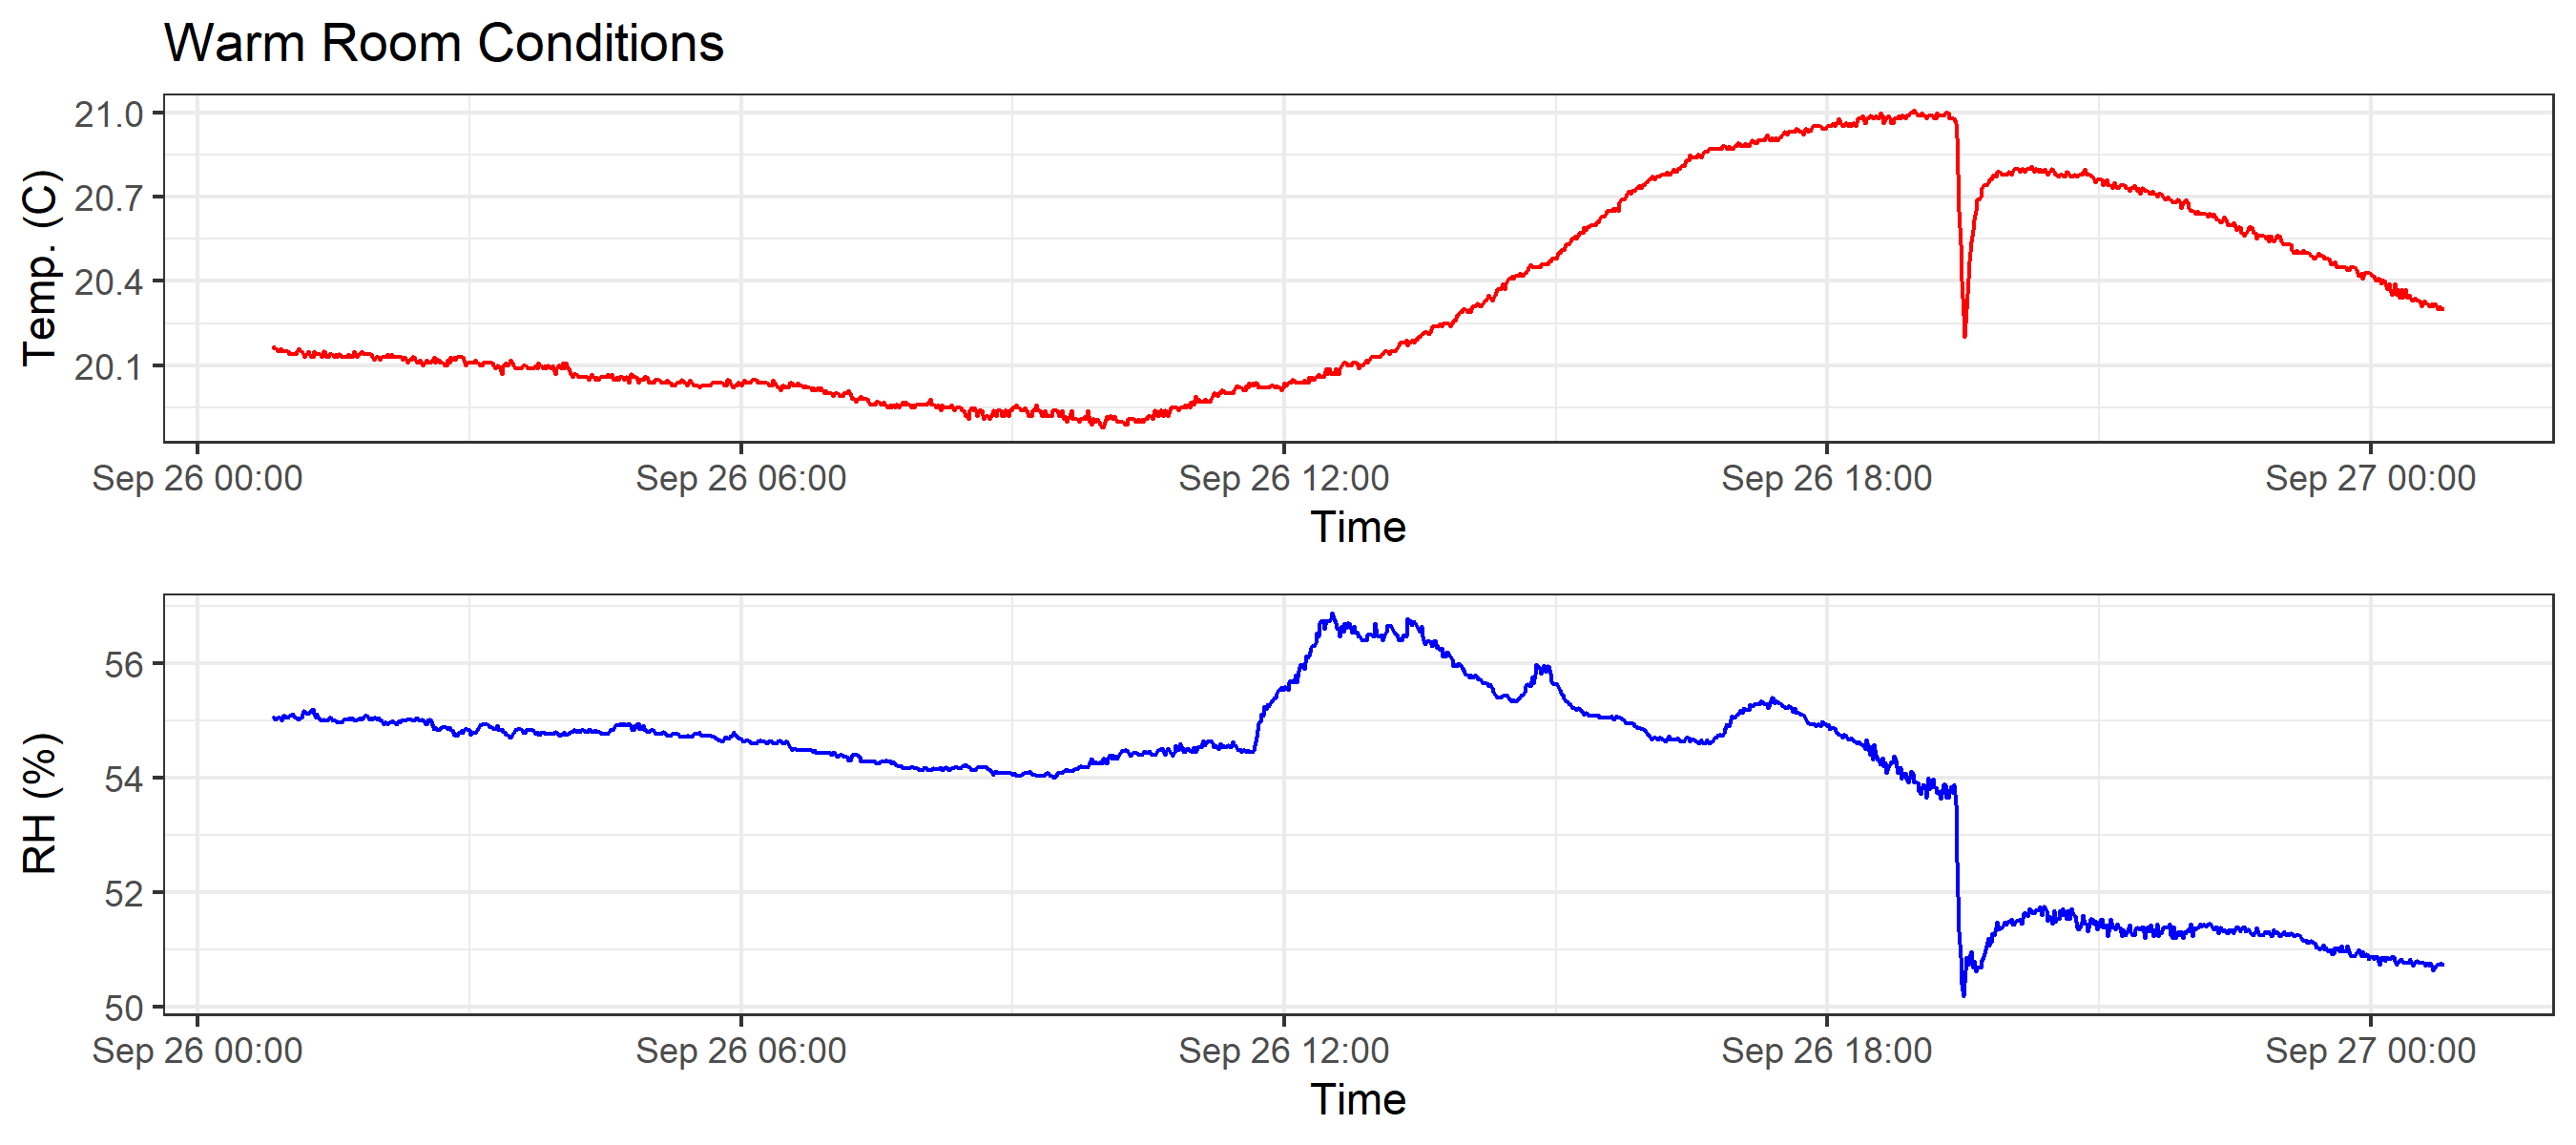 Warm Room Conditions
Temp. (C)
21.0
20.7
20.4
20.1
Sep 26 00:00 Sep 26 06:00 Sep 26 12:00 Sep 26 18:00 Sep 27 00:00
Time
RH (%)
56
54
52
50
Sep 26 00:00 Sep 26 06:00 Sep 26 12:00 Sep 26 18:00 Sep 27 00:00
Time